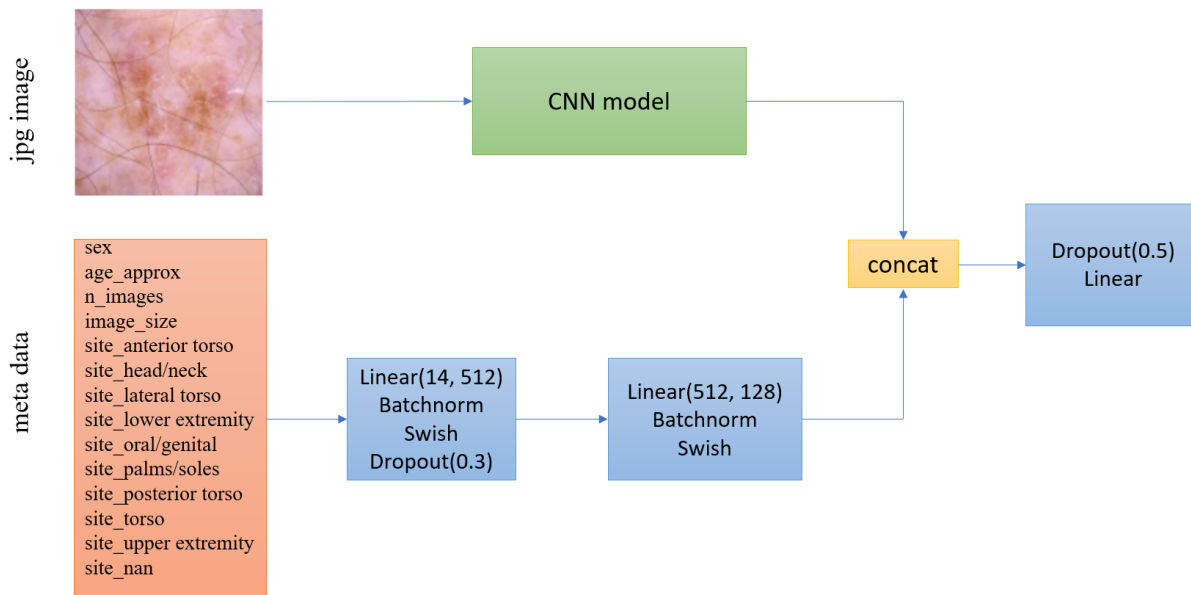 jpg image
CNN model
meta data
sex
age_approx
n_images
image_size
site_anterior torso
site_head/neck
site_lateral torso
site_lower extremity
site_oral/genital
site_palms/soles
site_posterior torso
site_torso
site_upper extremity
site_nan
Linear(14, 512)
Batchnorm
Swish
Dropout(0.3)
Linear(512, 128)
Batchnorm
Swish
concat
Dropout(0.5)
Linear